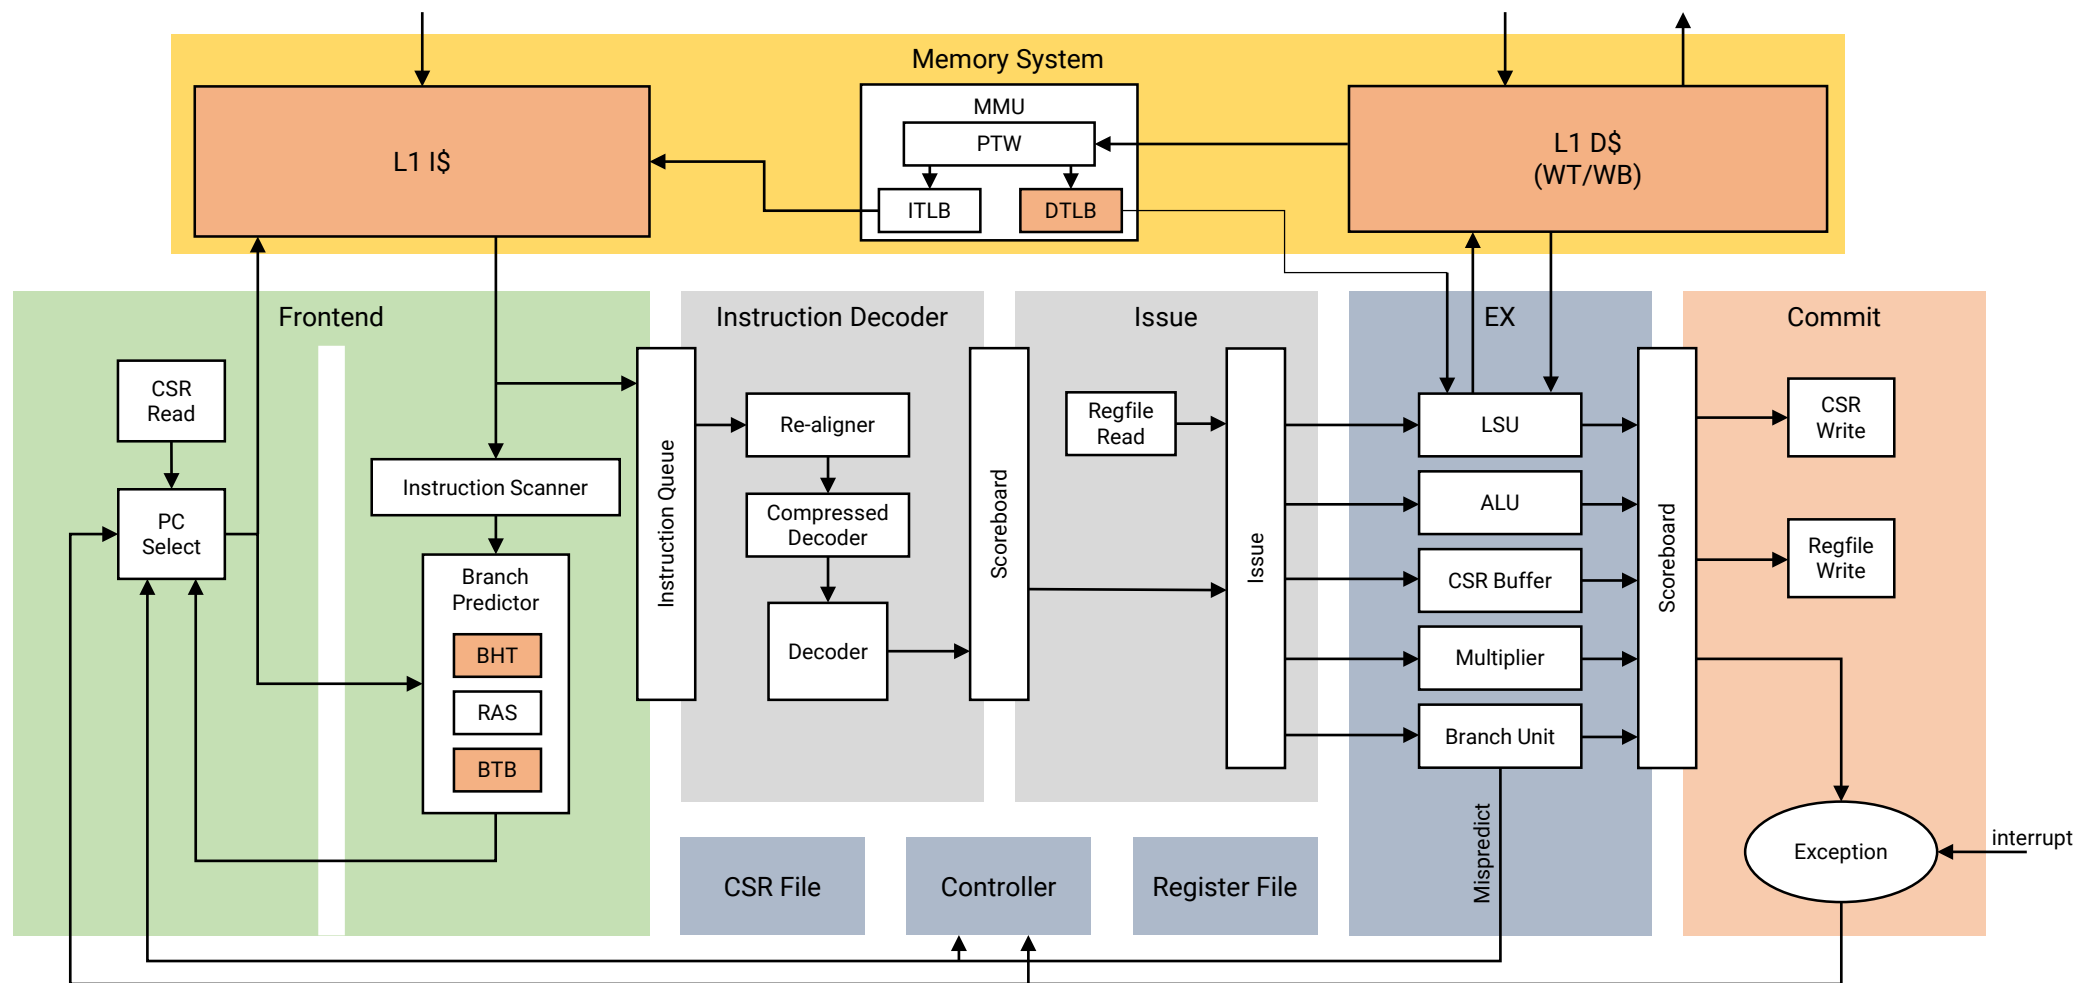 Memory System
L1 I$
MMU
PTW
ITLB
DTLB
L1 D$
(WT/WB)
Frontend
CSR
Read
PC
Select
Instruction Scanner
Branch
Predictor
BHT
RAS
BTB
Instruction Queue
Instruction Decoder
Re-aligner
Compressed
Decoder
Decoder
Scoreboard
Issue
Regfile
Read
Issue
EX
LSU
ALU
CSR Buffer
Multiplier
Branch Unit
Mispredict
Scoreboard
Commit
CSR
Write
Regfile
Write
Exception
interrupt
CSR File
Controller
Register File